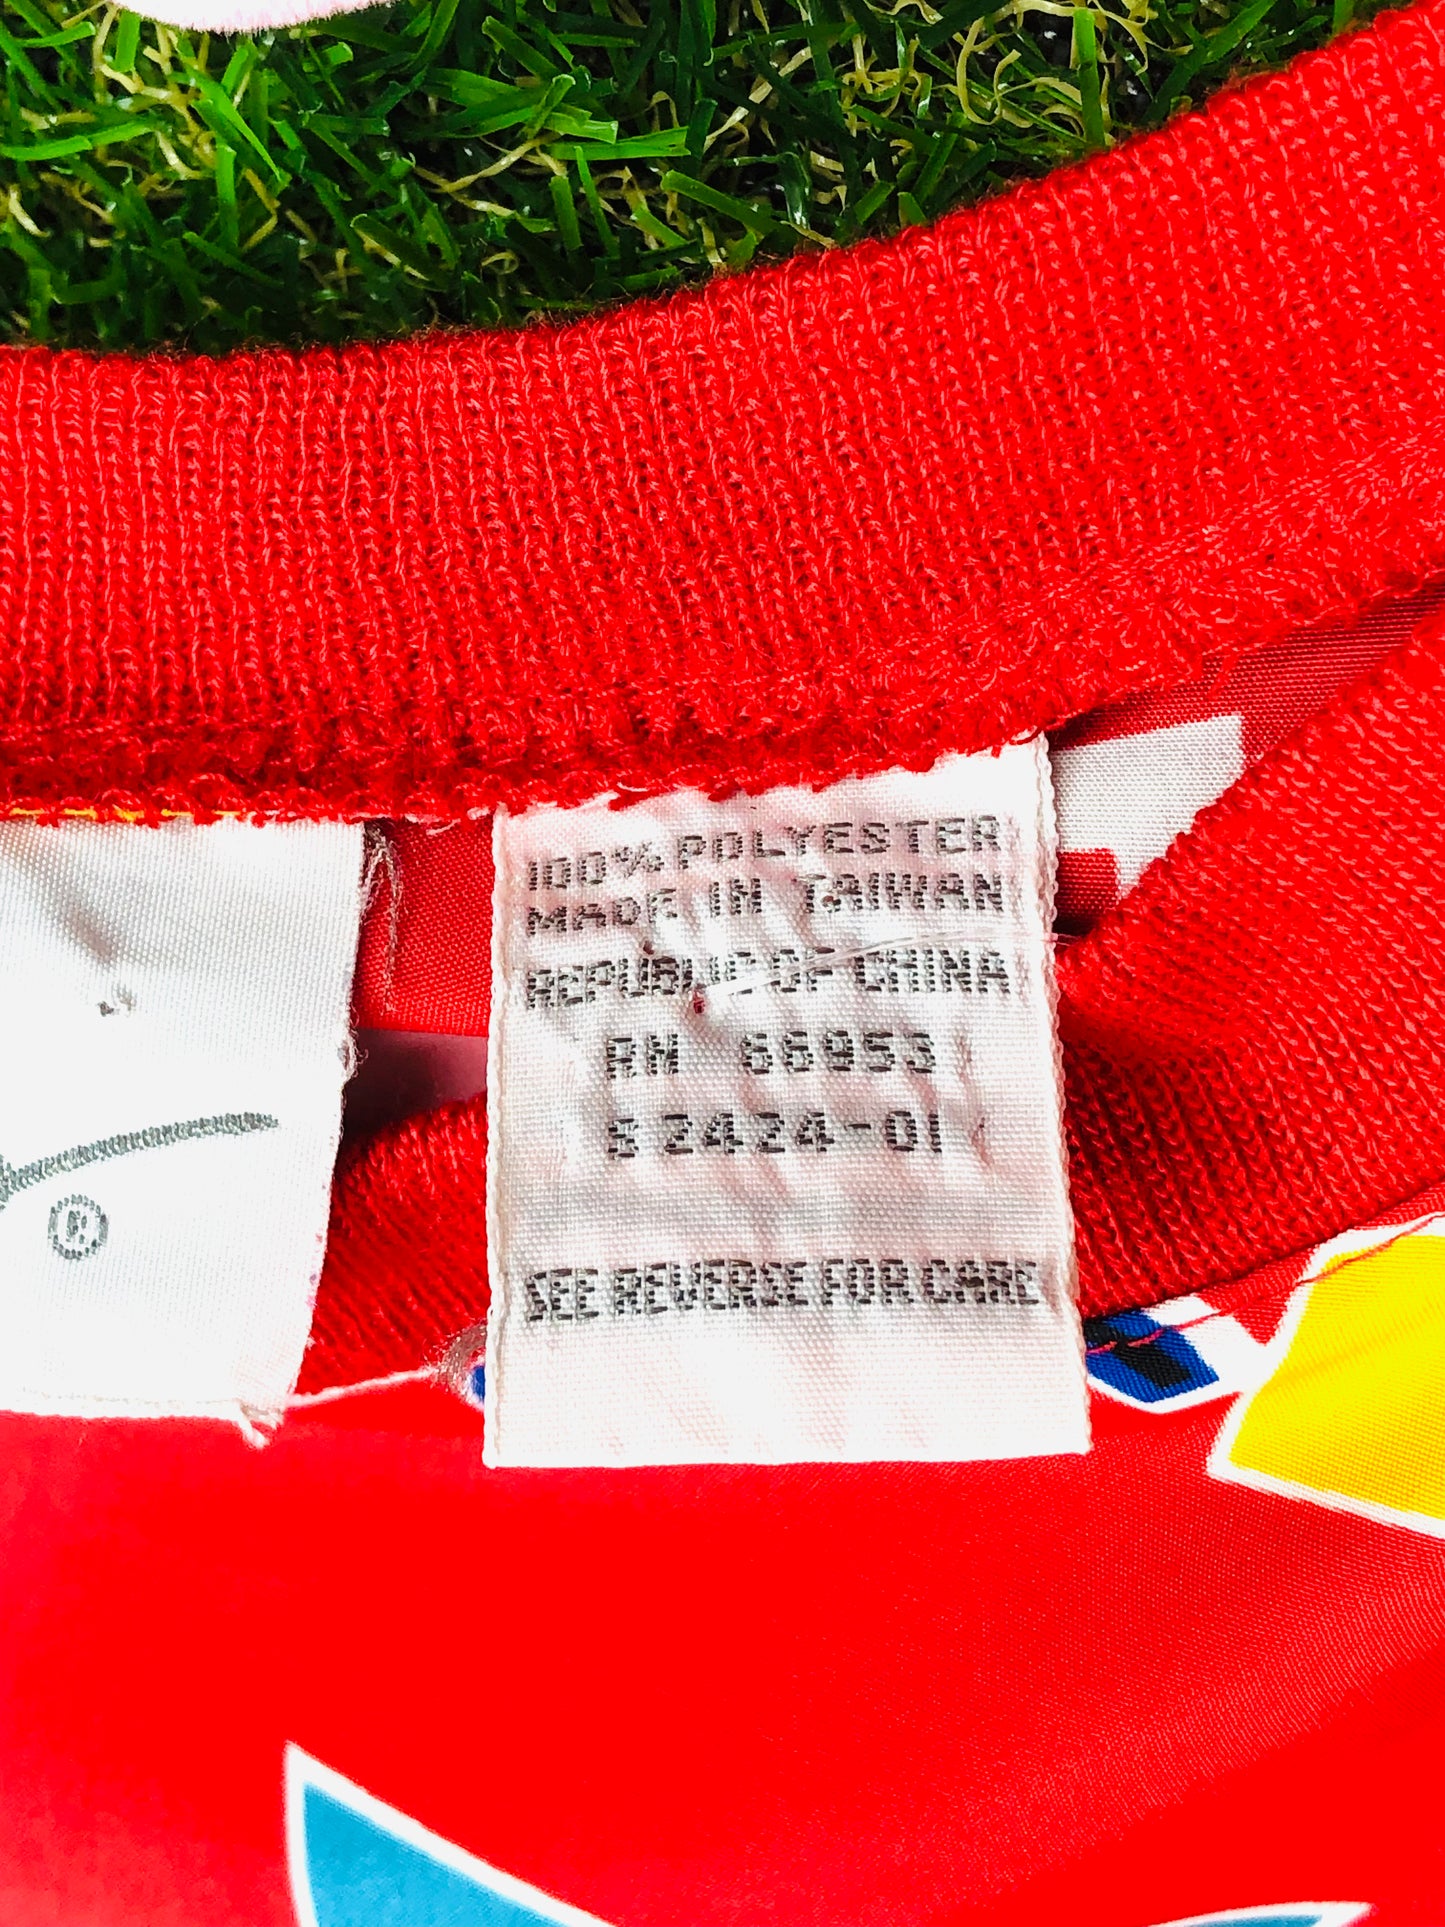 100% POLYESTER
MADE IN TAIWAN
REPUBLIC OF CHINA
RN 66953
S 2424-01
SEE REVERSE FOR CARE
®